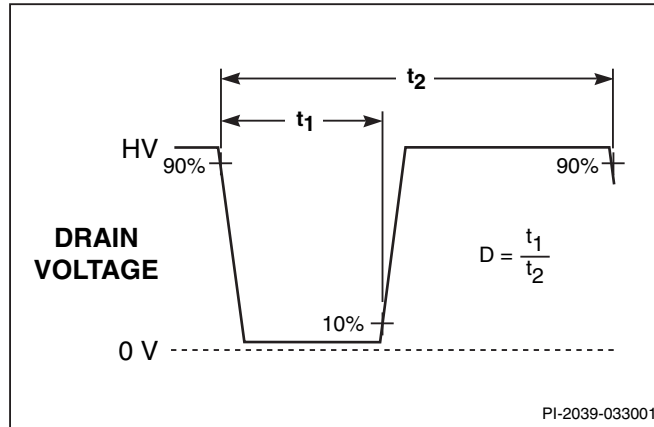 t2
t1
HV
90%
90%
DRAIN
VOLTAGE
D = t1
t2
10%
0 V
PI-2039-033001